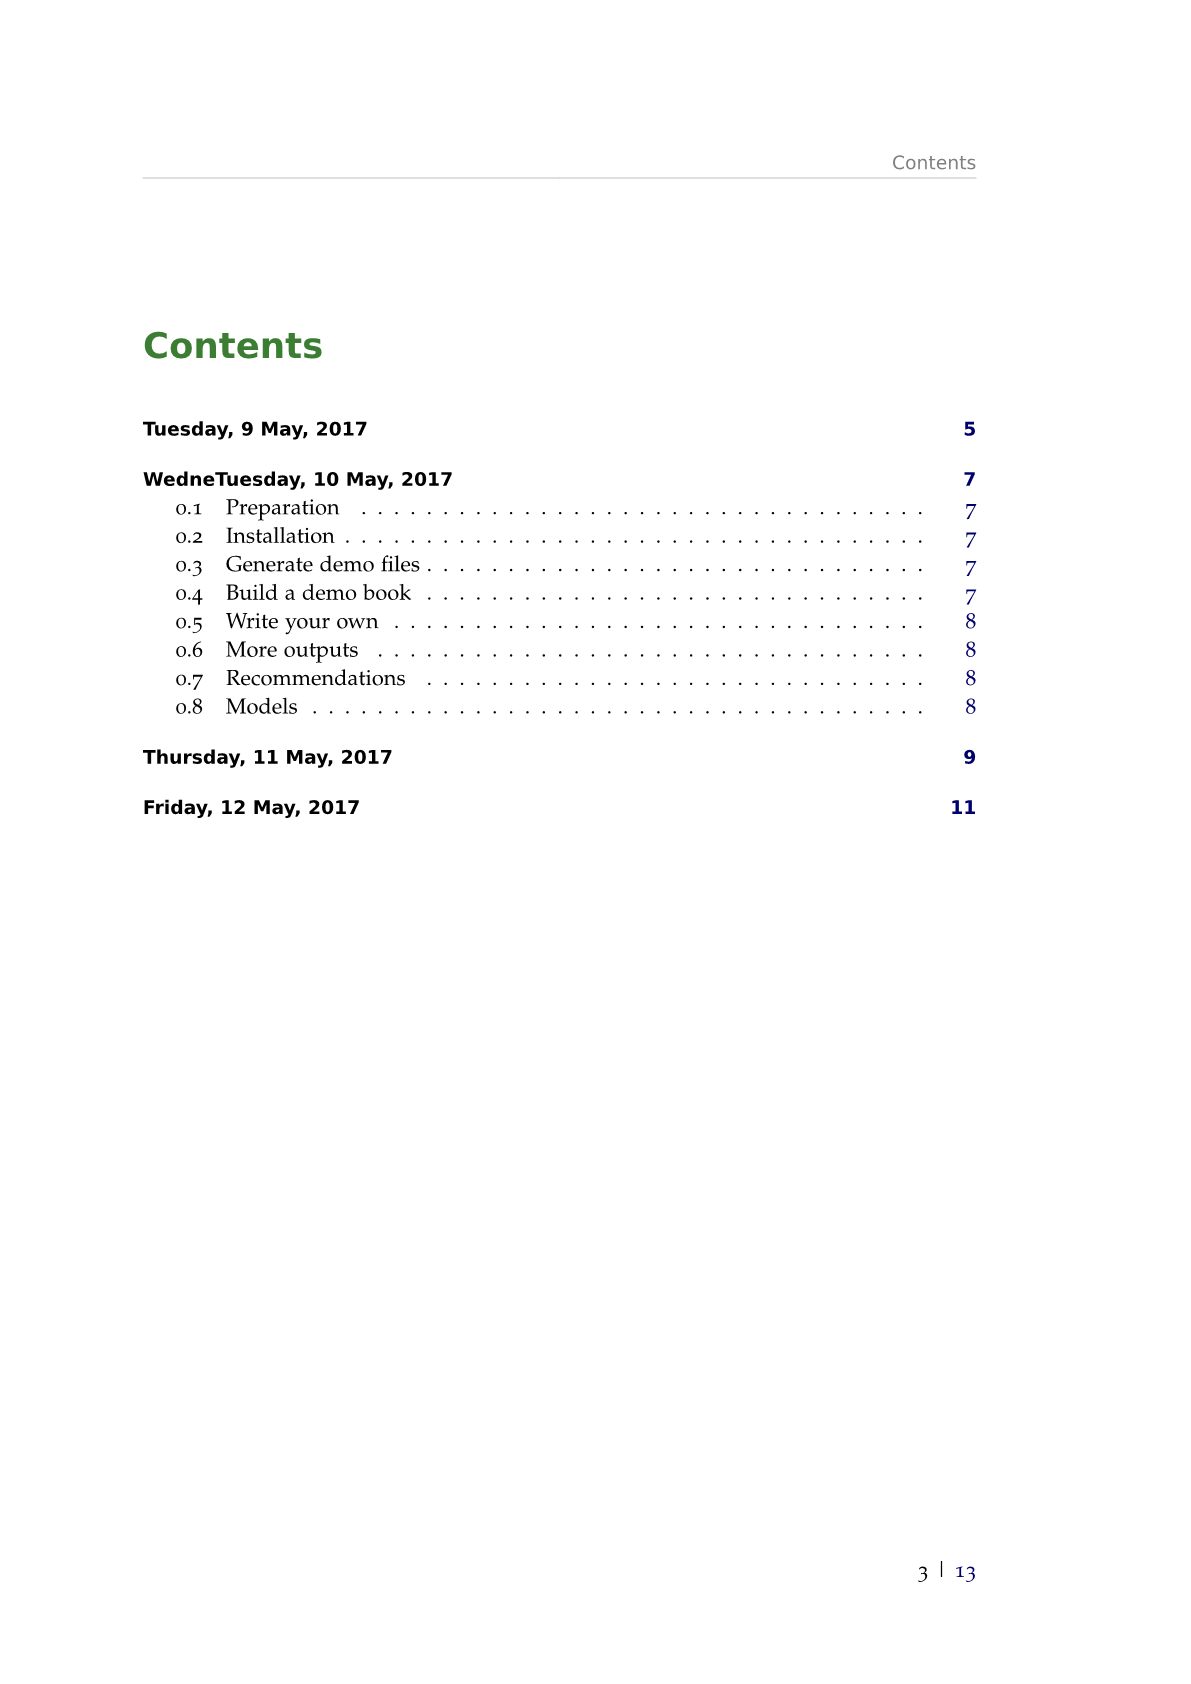 Contents
Contents
Tuesday, 9 May, 2017 5
WedneTuesday, 10 May, 2017 7
0.1 Preparation . . . . . . . . . . . . . . . . . . . . . . . . . . . . . . . . . . . 7
0.2 Installation . . . . . . . . . . . . . . . . . . . . . . . . . . . . . . . . . . . . 7
0.3 Generate demo files . . . . . . . . . . . . . . . . . . . . . . . . . . . . . . . 7
0.4 Build a demo book . . . . . . . . . . . . . . . . . . . . . . . . . . . . . . . 7
0.5 Write your own . . . . . . . . . . . . . . . . . . . . . . . . . . . . . . . . . 8
0.6 More outputs . . . . . . . . . . . . . . . . . . . . . . . . . . . . . . . . . . 8
0.7 Recommendations . . . . . . . . . . . . . . . . . . . . . . . . . . . . . . . 8
0.8 Models . . . . . . . . . . . . . . . . . . . . . . . . . . . . . . . . . . . . . . 8
Thursday, 11 May, 2017 9
Friday, 12 May, 2017 11
3 | 13